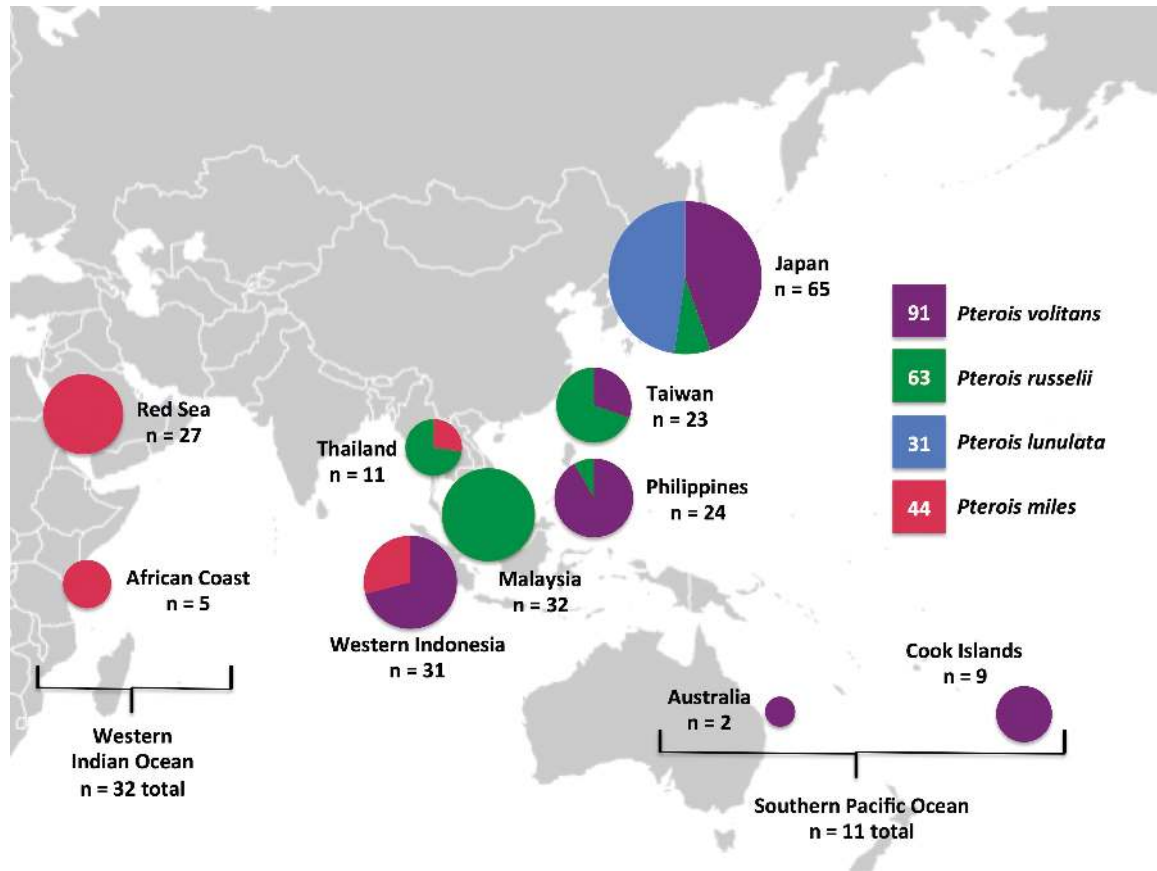 Japan
n = 65
91
Pterois volitans
63
Pterois russelii
31
Pterois lunulata
44
Pterois miles
Taiwan
n = 23
Red Sea
n = 27
Thailand
n = 11
Philippines
n = 24
African Coast
n = 5
Malaysia
n = 32
Western Indonesia
n = 31
Cook Islands
n = 9
Australia
n = 2
Western
Indian Ocean
n = 32 total
Southern Pacific Ocean
n = 11 total